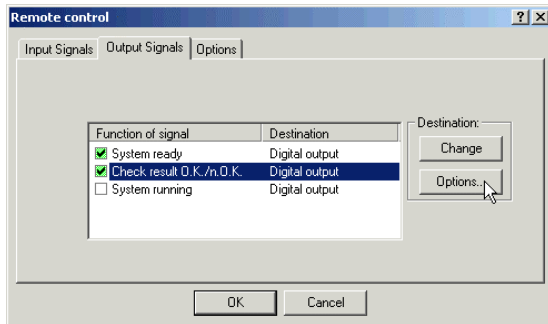 Remote control
Input Signals Output Signals Options
Destination:
Function of signal Destination
System ready Digital output
Check result O.K./n.O.K. Digital output
System running Digital output
Change
Options...
OK Cancel